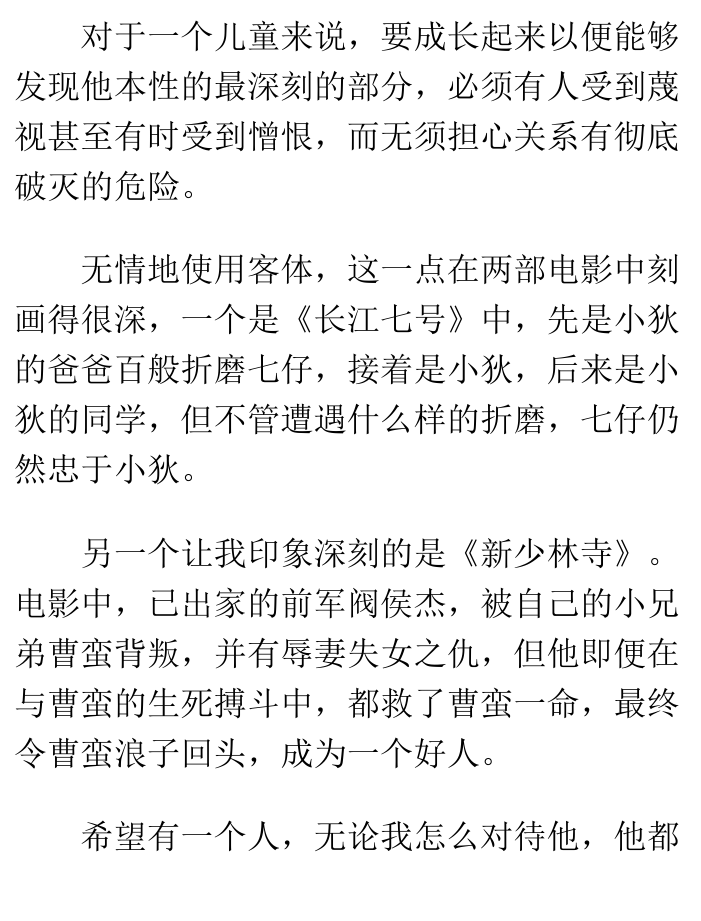 对于一个儿童来说，要成长起来以便能够
发现他本性的最深刻的部分，必须有人受到蔑
视甚至有时受到憎恨，而无须担心关系有彻底
破灭的危险。
无情地使用客体，这一点在两部电影中刻
画得很深，一个是《长江七号》中，先是小狄
的爸爸百般折磨七仔，接着是小狄，后来是小
狄的同学，但不管遭遇什么样的折磨，七仔仍
然忠于小狄。
另一个让我印象深刻的是《新少林寺》。
电影中，已出家的前军阀侯杰，被自己的小兄
弟曹蛮背叛，并有辱妻失女之仇，但他即便在
与曹蛮的生死搏斗中，都救了曹蛮一命，最终
令曹蛮浪子回头，成为一个好人。
希望有一个人，无论我怎么对待他，他都